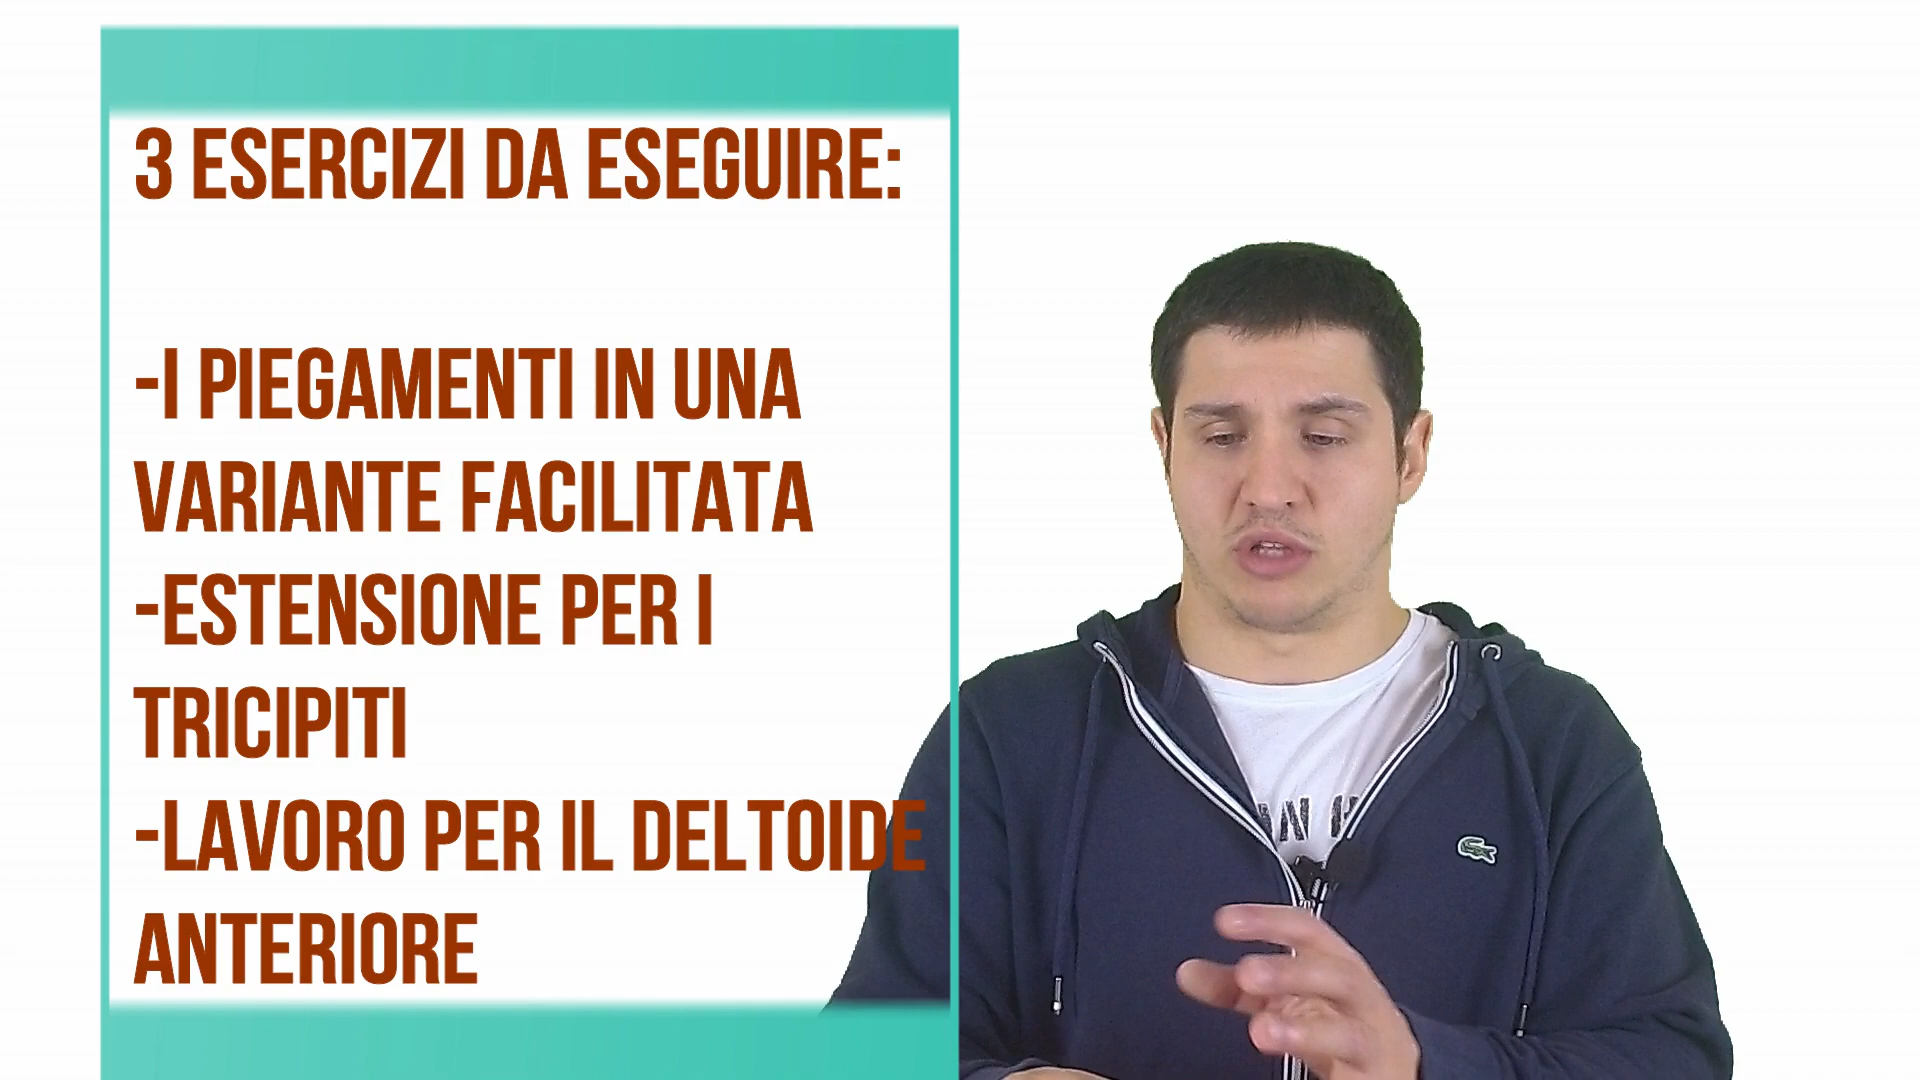 3 ESERCIZI DA ESEGUIRE:
-I PIEGAMENTI IN UNA
VARIANTE FACILITATA
-ESTENSIONE PER I
TRICIPITI
-LAVORO PER IL DELTOIDE
ANTERIORE